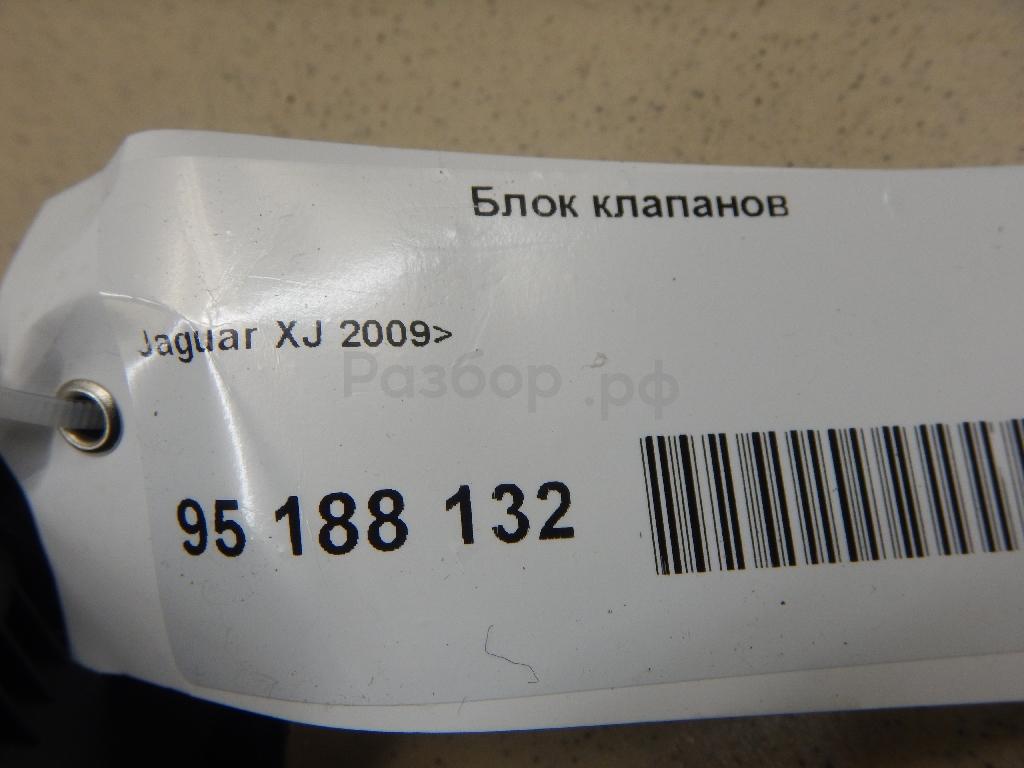 Блок клапанов
Jaguar XJ 2009>
Разбор.рф
95 188 132